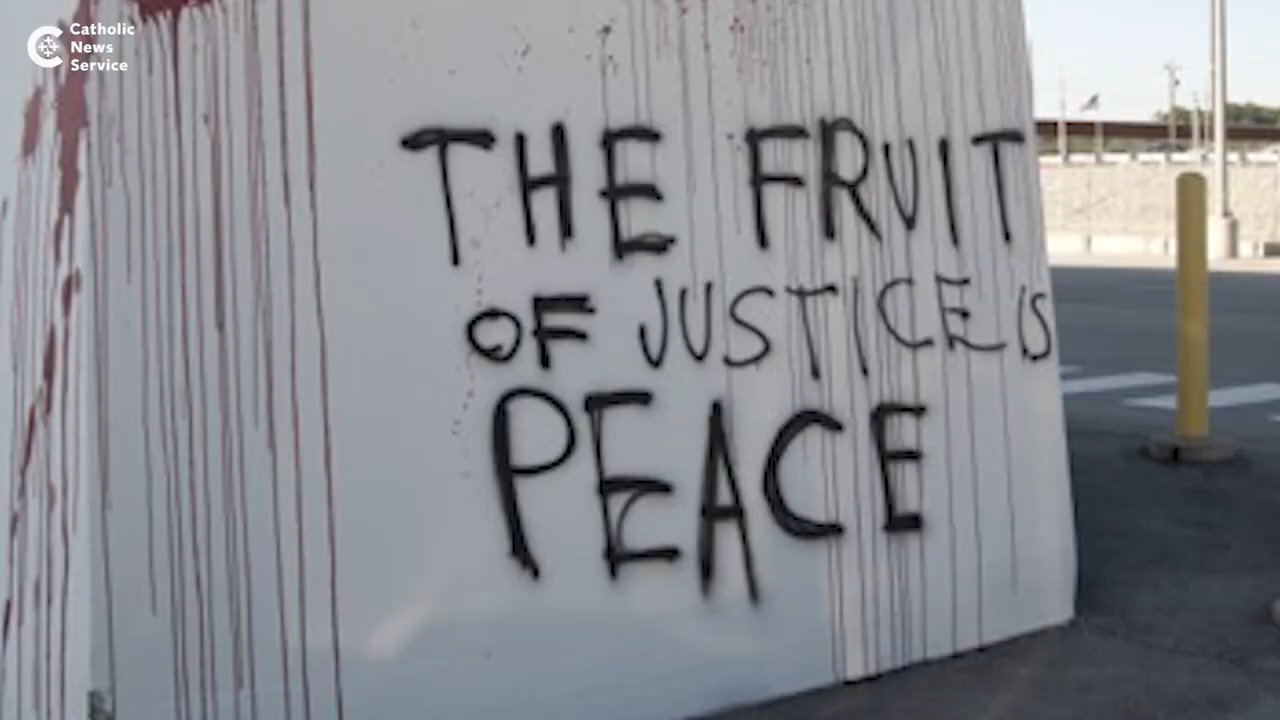 Catholic
News
Service
THE FRUIT
OF JUSTICE IS
PEACE